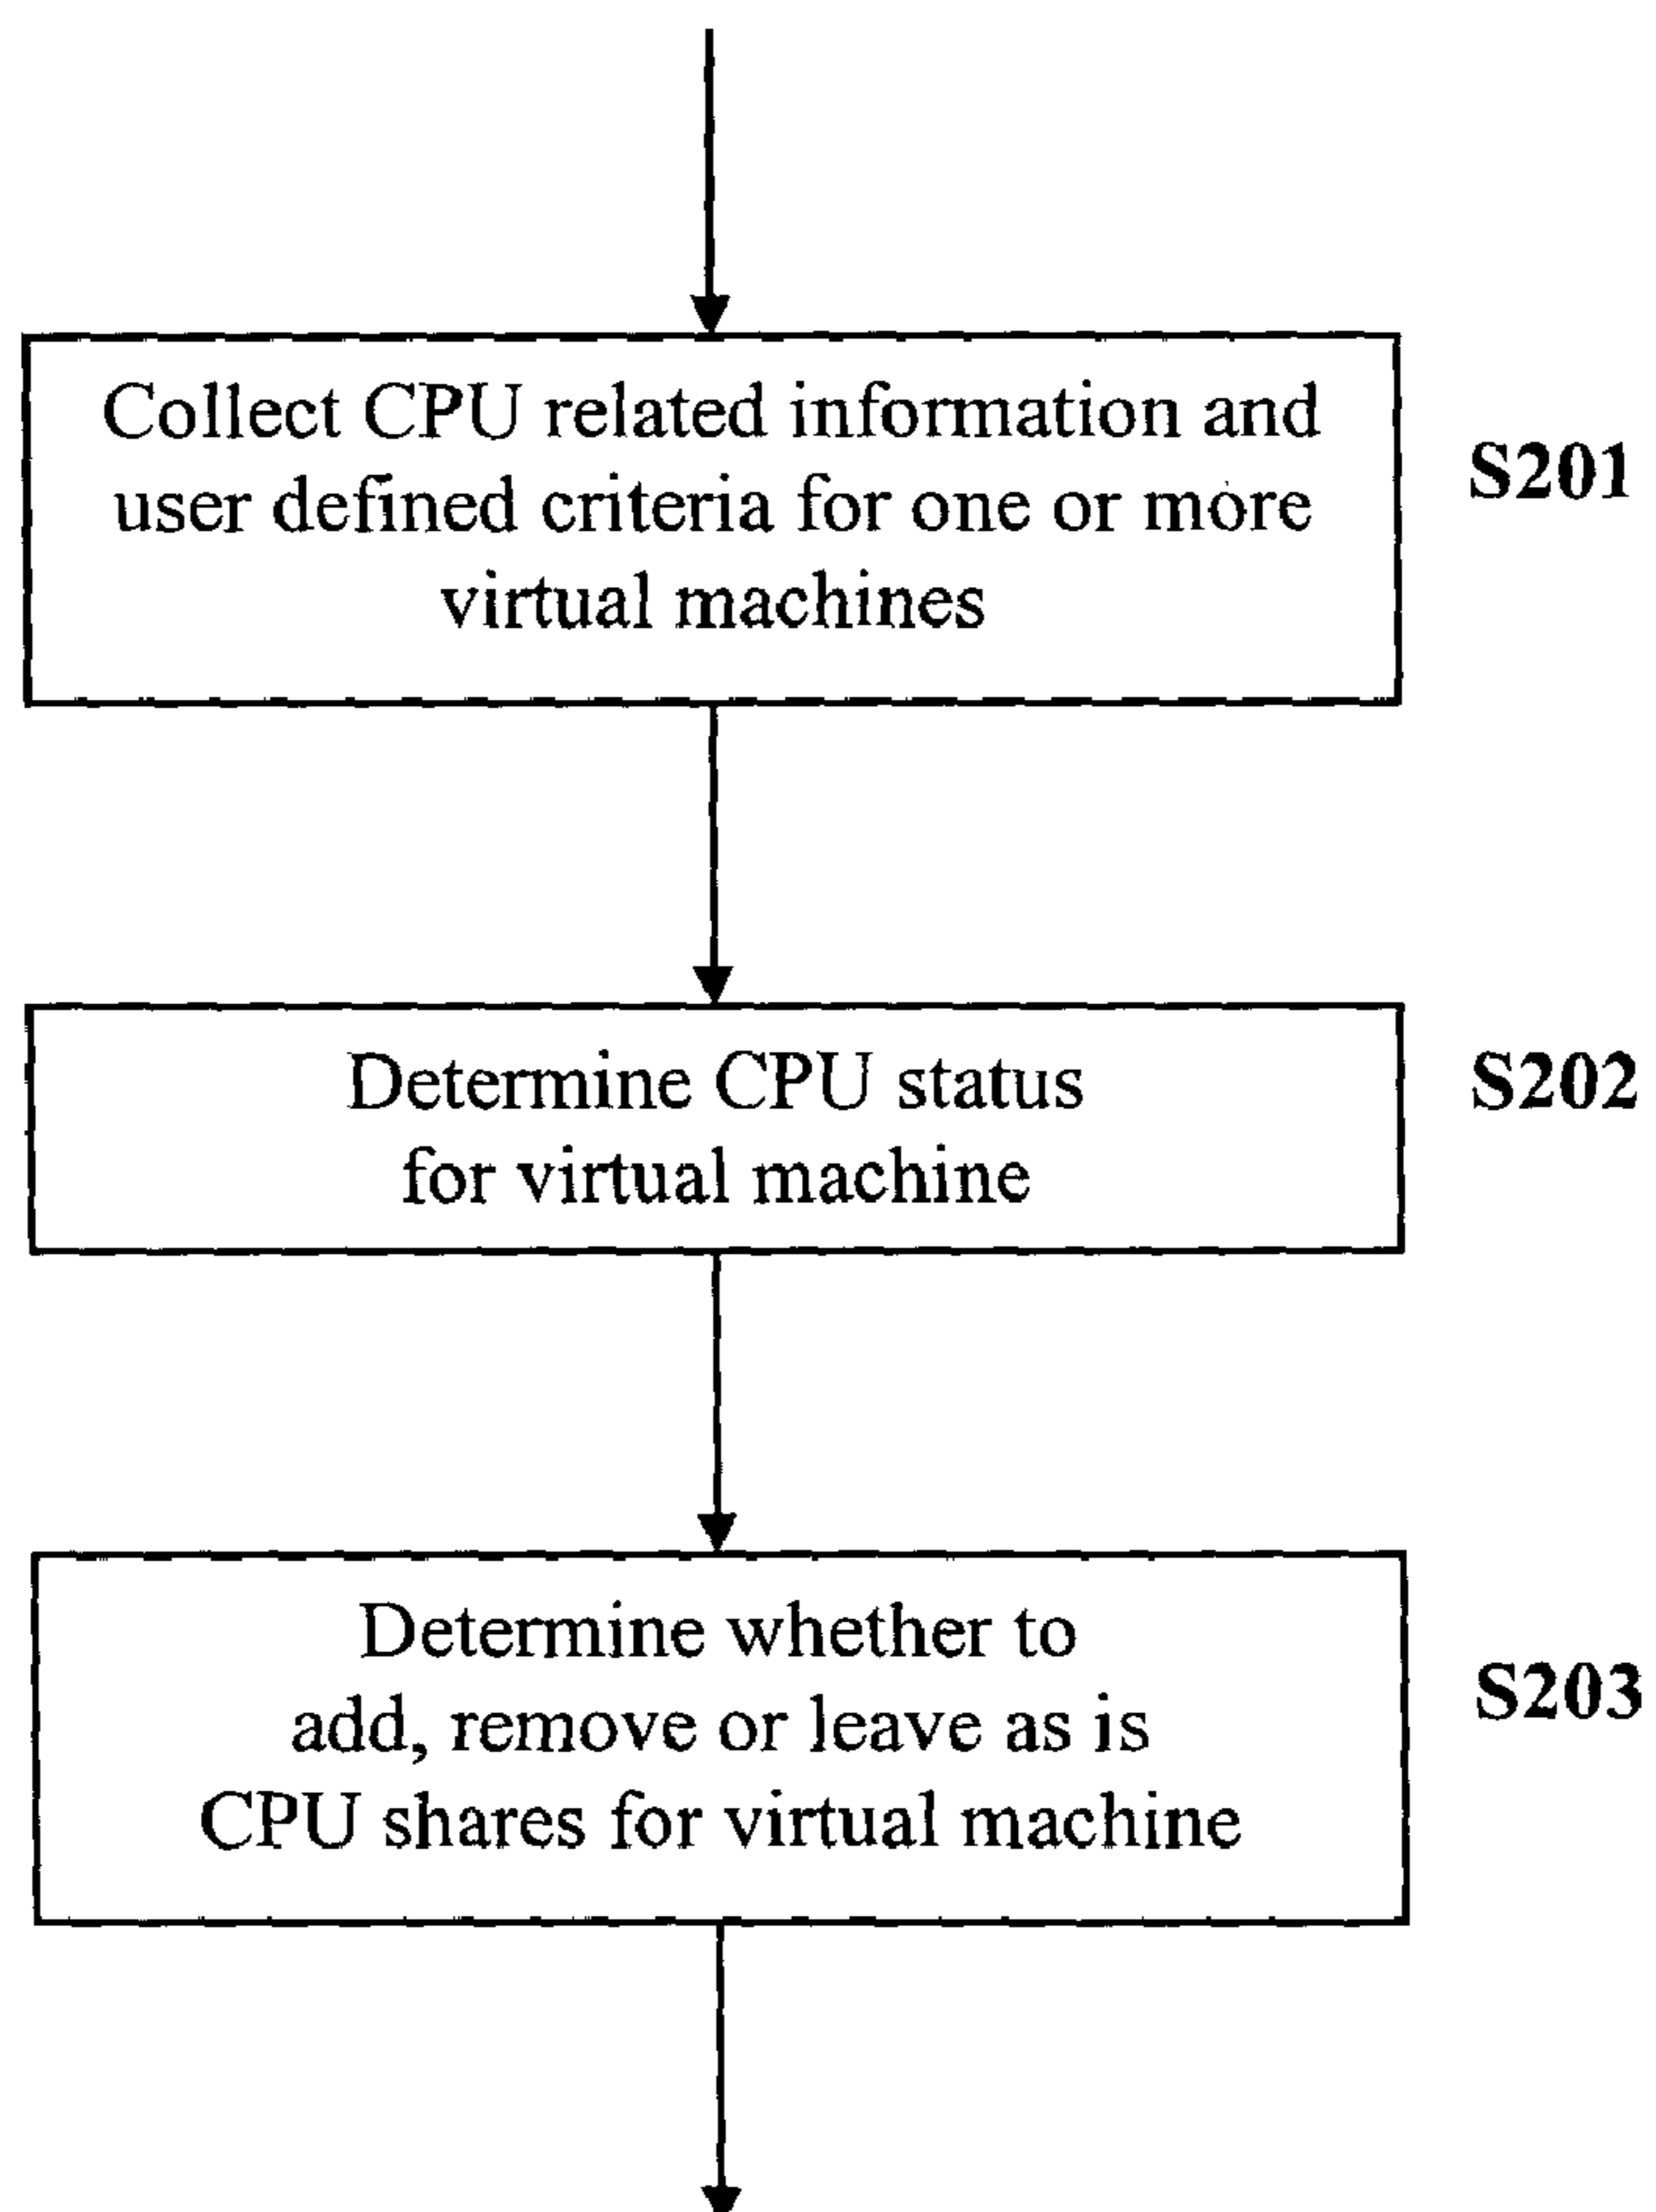 Collect CPU related information and
user defined criteria for one or more
virtual machines
S201
Determine CPU status
for virtual machine
S202
Determine whether to
add, remove or leave as is
CPU shares for virtual machine
S203